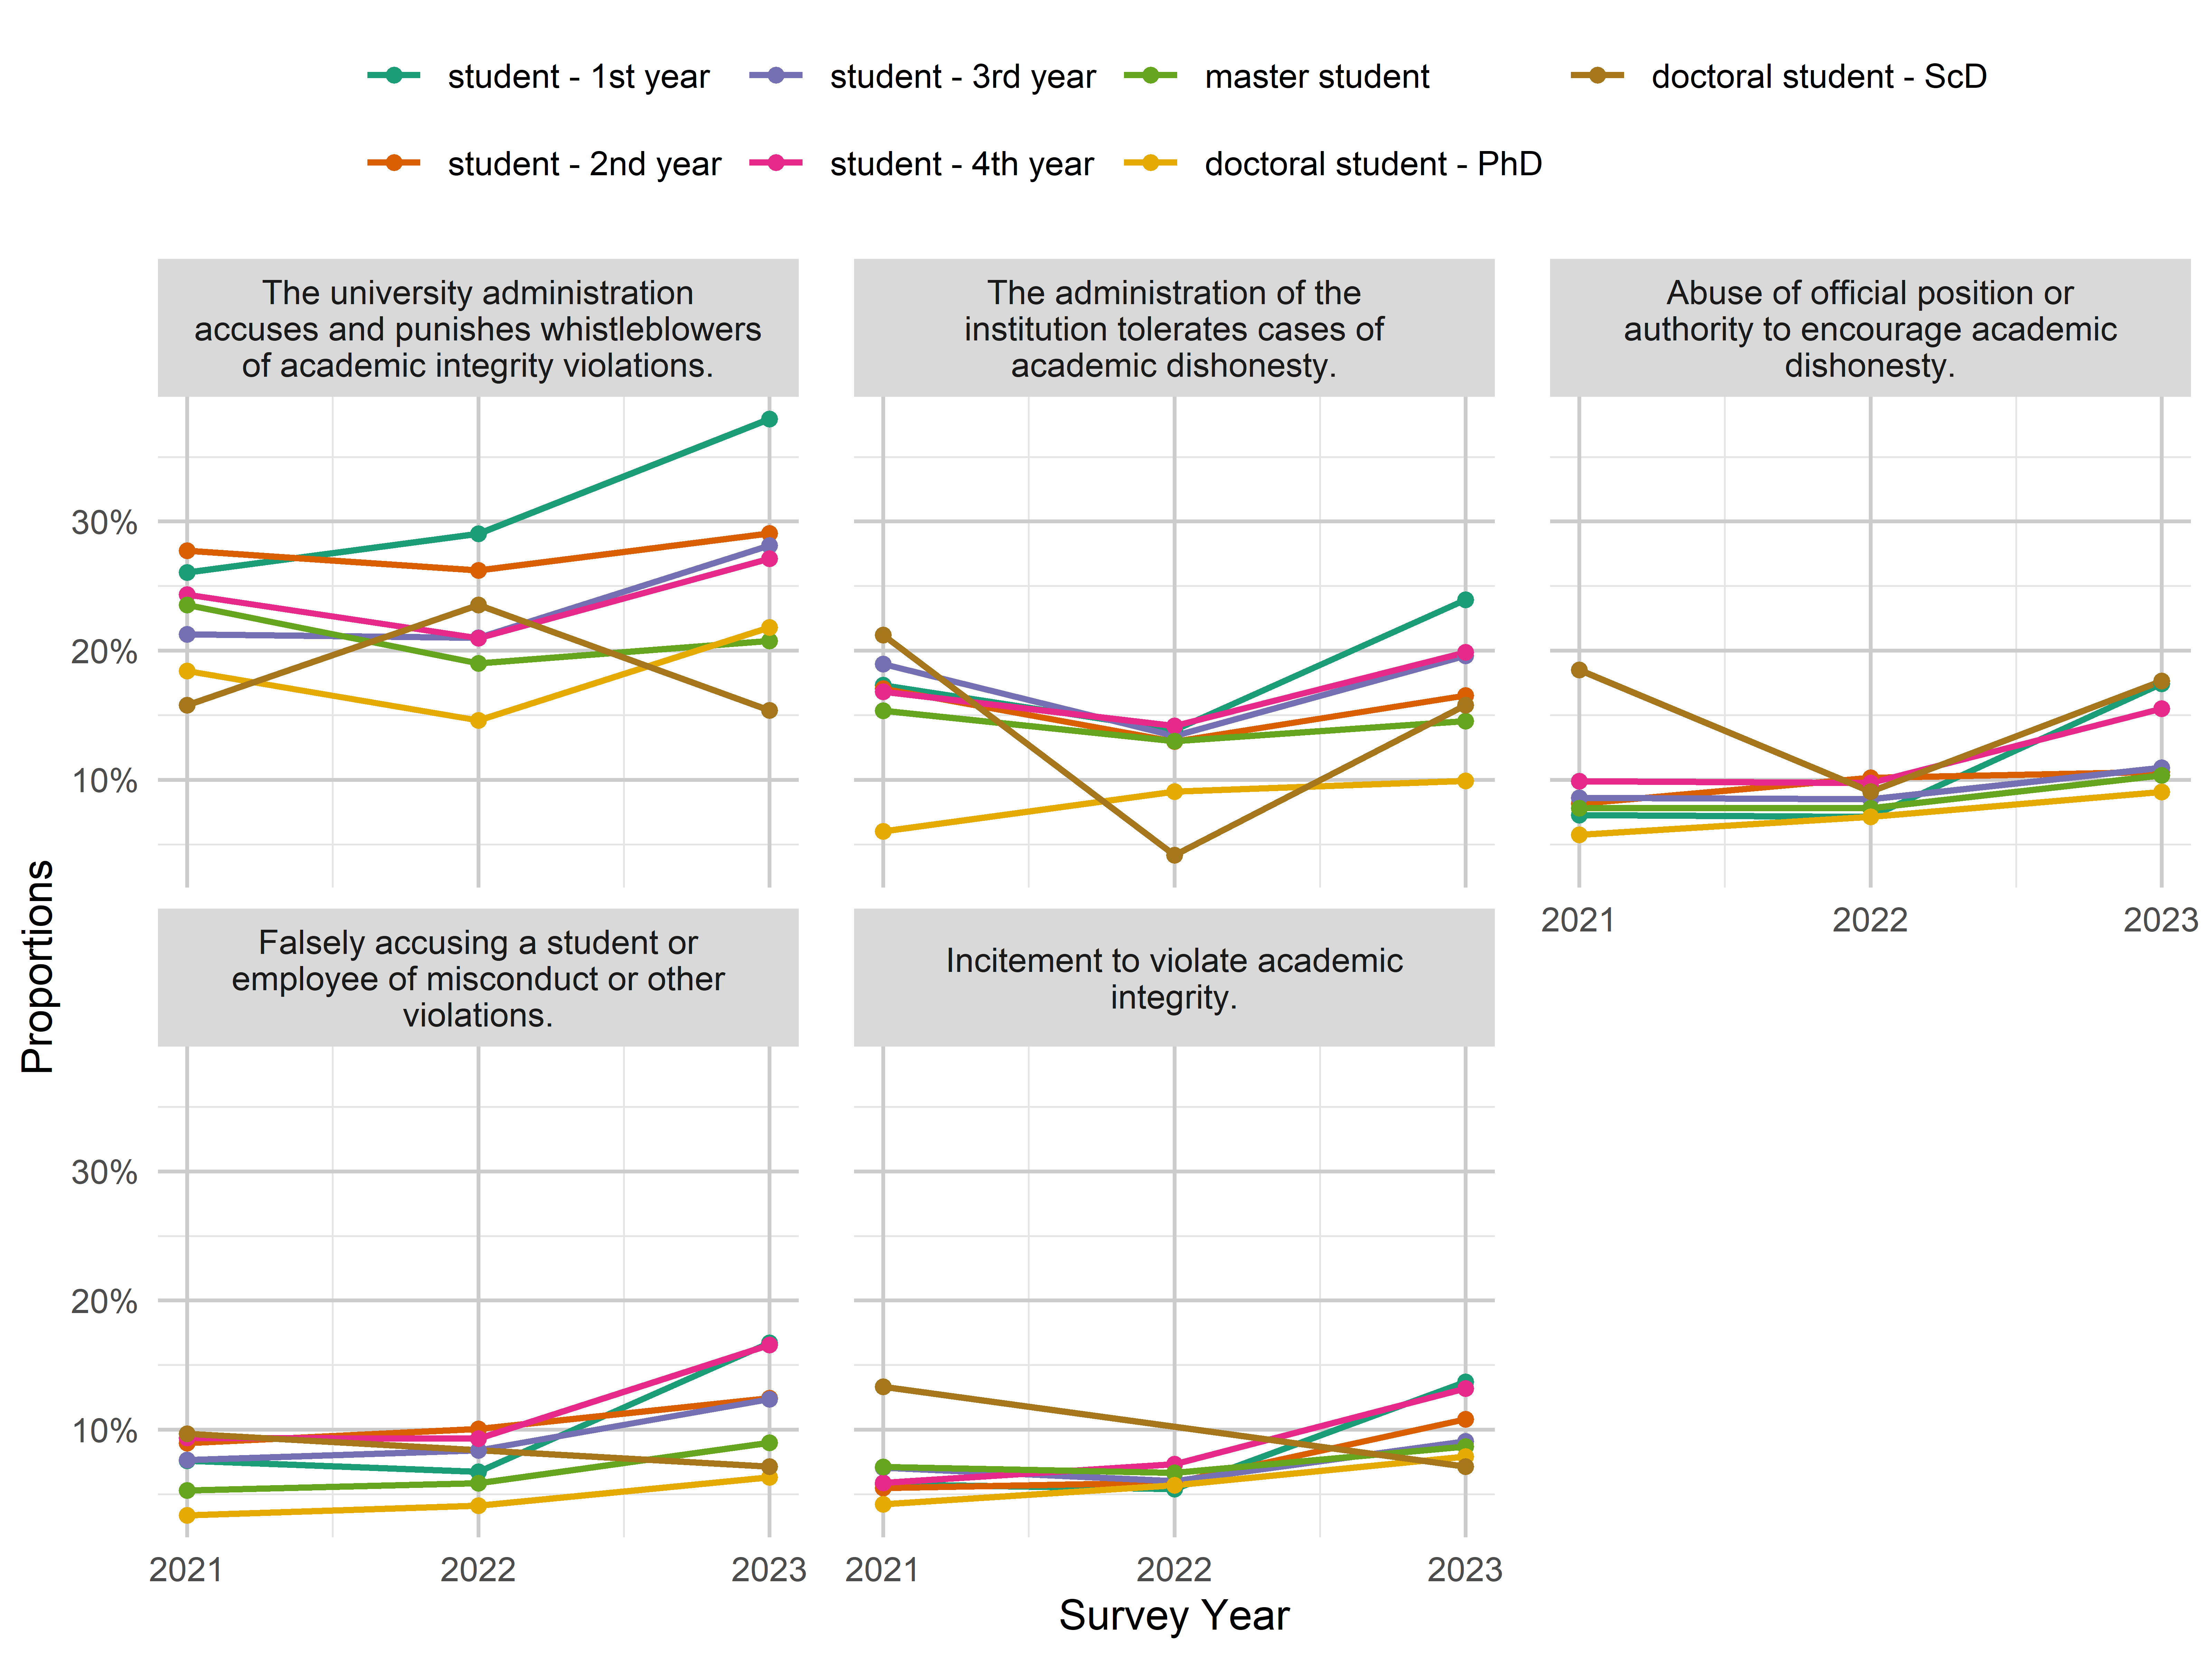 student - 1st year
student - 3rd year
master student
doctoral student - ScD
student - 2nd year
student - 4th year
doctoral student - PhD
The university administration
accuses and punishes whistleblowers
of academic integrity violations.
The administration of the
institution tolerates cases of
academic dishonesty.
Abuse of official position or
authority to encourage academic
dishonesty.
30%
20%
10%
2021
2022
2023
Falsely accusing a student or
employee of misconduct or other
violations.
Incitement to violate academic
integrity.
30%
20%
10%
2021
2022
2023
2021
2022
2023
Proportions
Survey Year